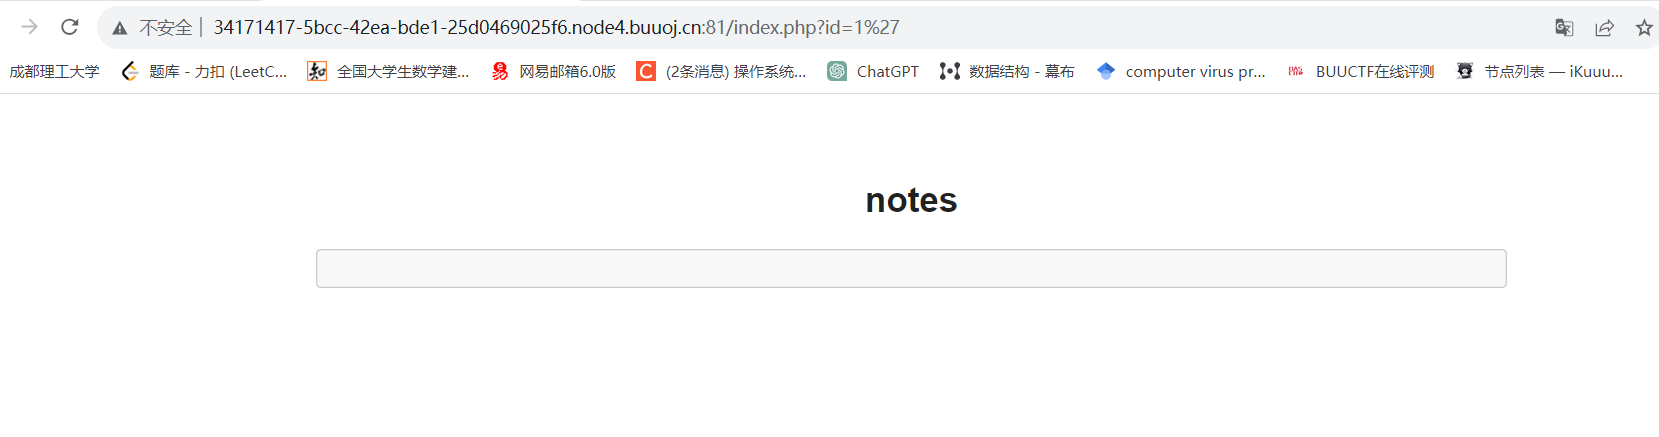 不安全 34171417-5bcc-42ea-bde1-25d0469025f6.node4.buuoj.cn:81/index.php?id=1%27
成都理工大学 题库 - 力扣 (LeetC... 知 全国大学生数学建... 易 网易邮箱6.0版 C (2条消息) 操作系统... ChatGPT 数据结构 - 幕布 computer virus pr... BUUCTF在线评测 节点列表 — iKuuu...
notes